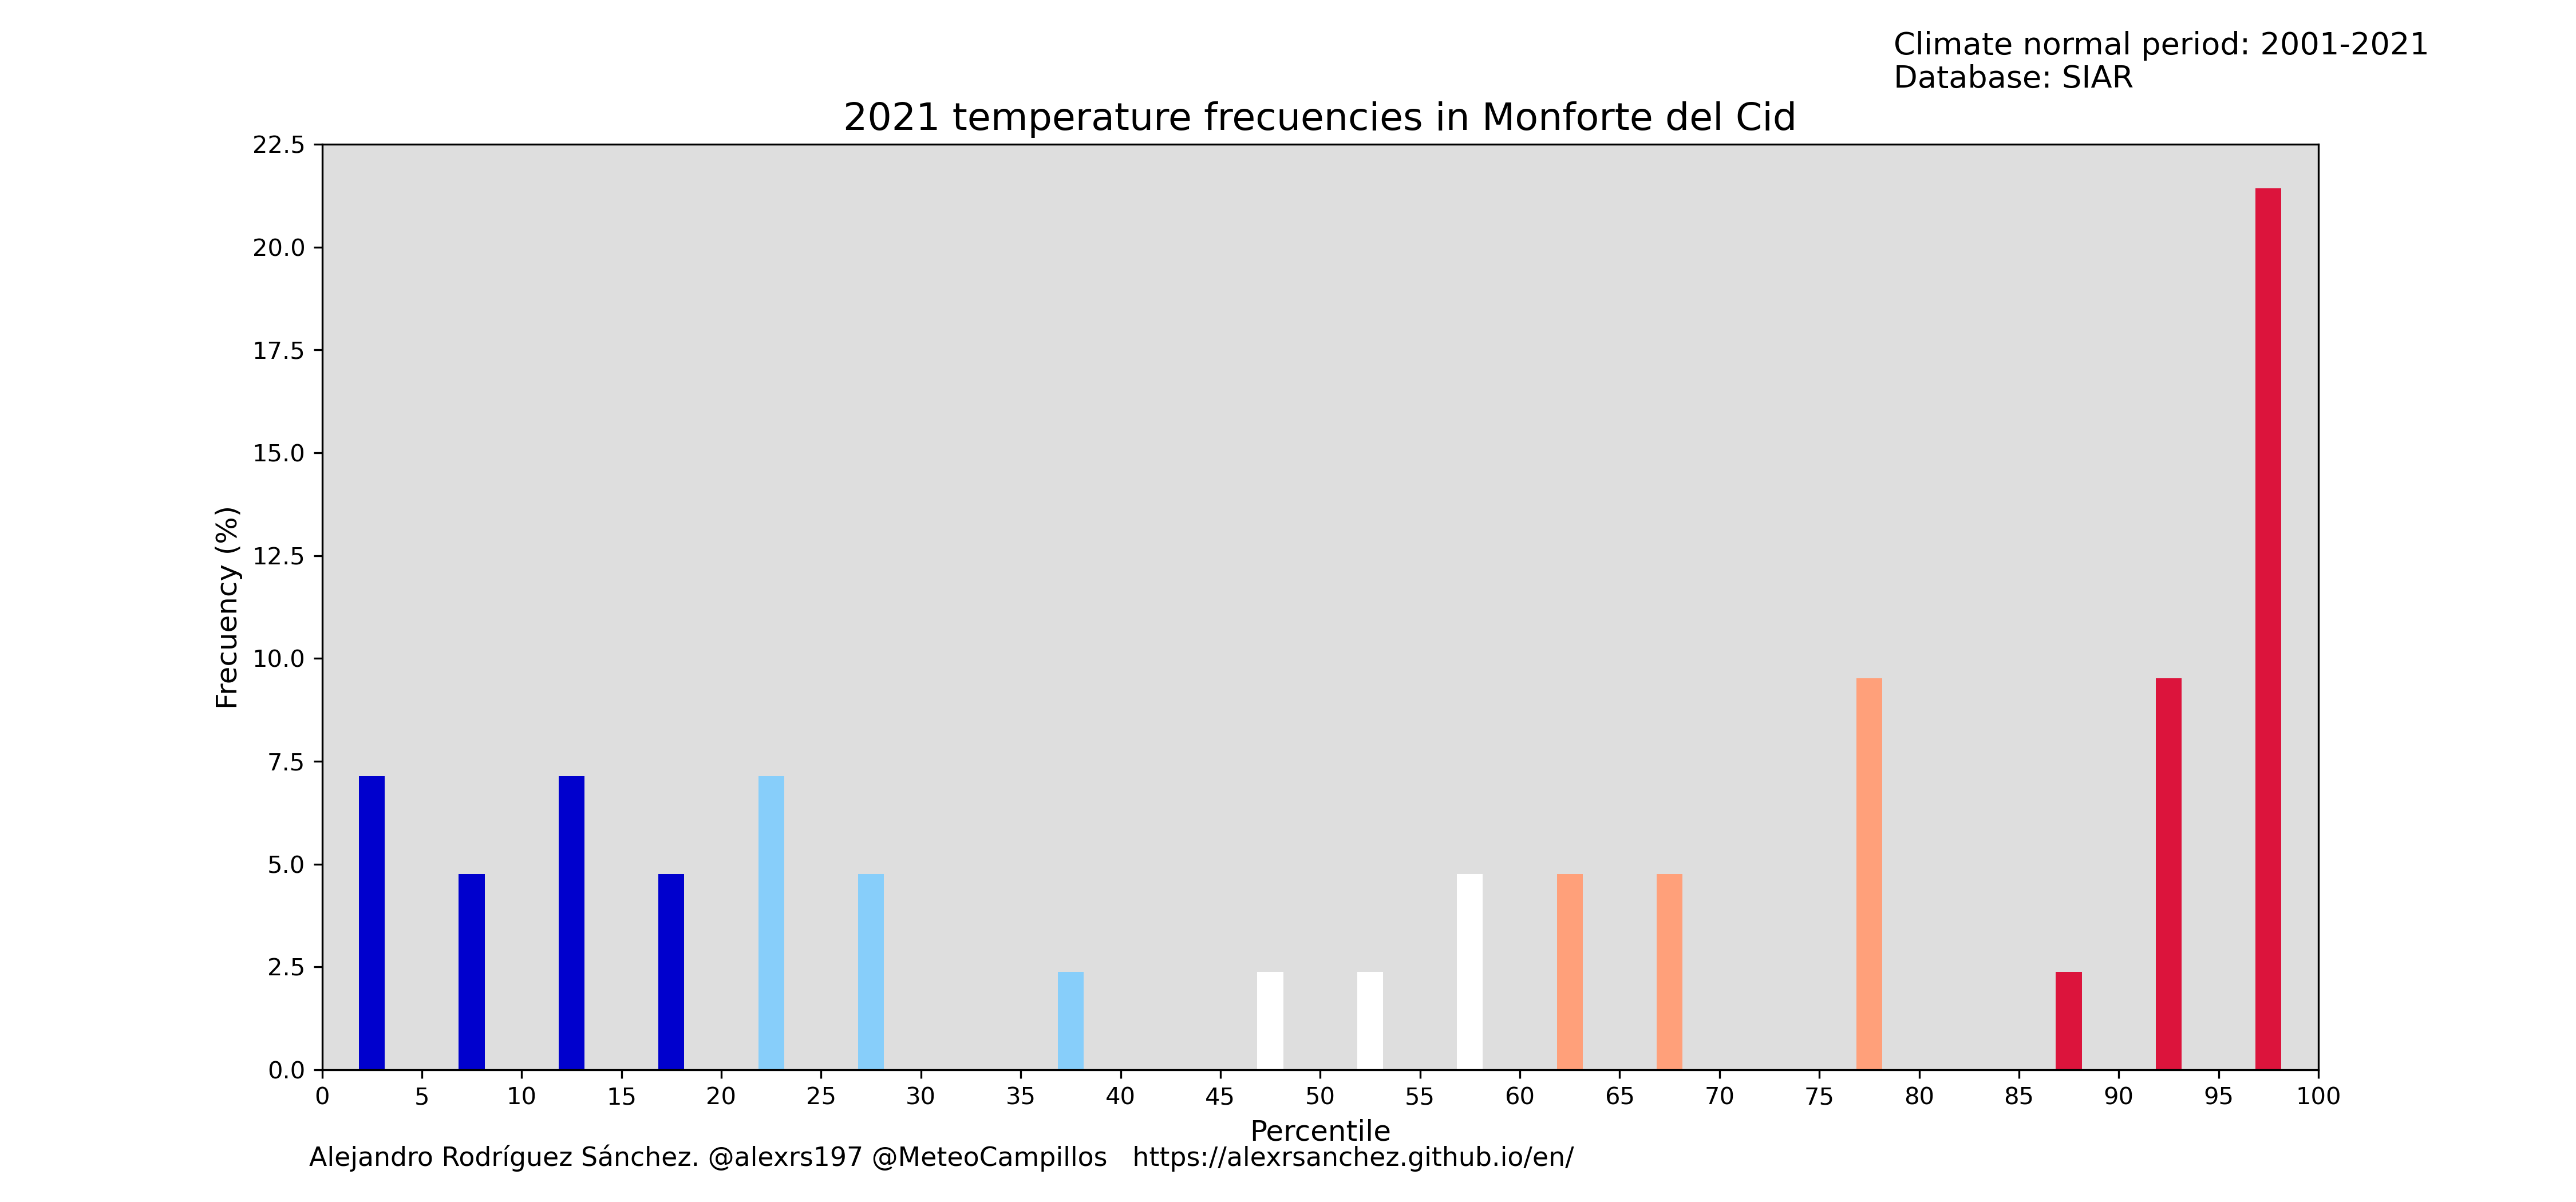 Climate normal period: 2001-2021
Database: SIAR
2021 temperature frecuencies in Monforte del Cid
22.5
20.0
17.5
15.0
12.5
10.0
7.5
5.0
2.5
0.0
Frecuency (%)
0 5 10 15 20 25 30 35 40 45 50 55 60 65 70 75 80 85 90 95 100
Percentile
Alejandro Rodríguez Sánchez. @alexrs197 @MeteoCampillos https://alexrsanchez.github.io/en/